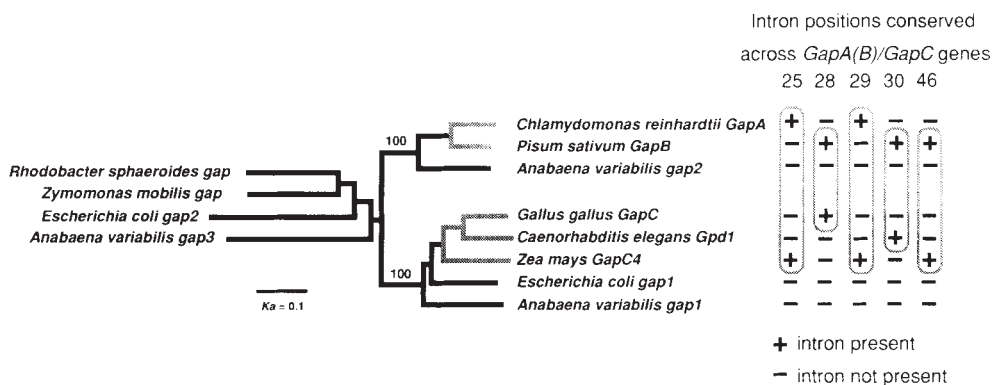 Intron positions conserved
across GapA(B)/GapC genes
25 28 29 30 46
100
Chlamydomonas reinhardtii GapA + – + – –
Pisum sativum GapB – + – + +
Anabaena variabilis gap2 – – – – –
Rhodobacter sphaeroides gap
Zymomonas mobilis gap
Escherichia coli gap2
Anabaena variabilis gap3
Gallus gallus GapC – + – – –
Caenorhabditis elegans Gpd1 – – – + –
Zea mays GapC4 + – + – +
100
Escherichia coli gap1 – – – – –
Anabaena variabilis gap1 – – – – –
Ka = 0.1
+ intron present
– intron not present